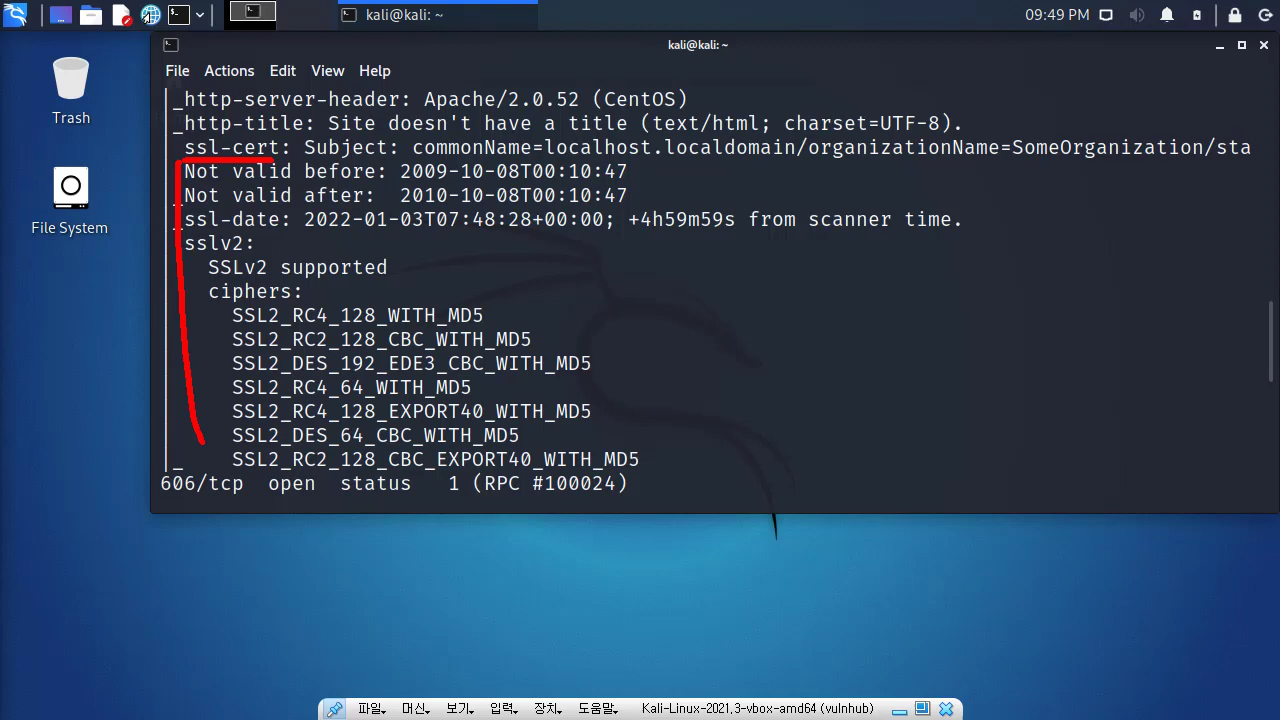 kali@kali: ~
09:49 PM
Trash
File System
kali@kali: ~
File Actions Edit View Help
|_http-server-header: Apache/2.0.52 (CentOS)
|_http-title: Site doesn't have a title (text/html; charset=UTF-8).
| ssl-cert: Subject: commonName=localhost.localdomain/organizationName=SomeOrganization/sta
| Not valid before: 2009-10-08T00:10:47
|_Not valid after:  2010-10-08T00:10:47
|_ssl-date: 2022-01-03T07:48:28+00:00; +4h59m59s from scanner time.
| sslv2:
|   SSLv2 supported
|   ciphers:
|     SSL2_RC4_128_WITH_MD5
|     SSL2_RC2_128_CBC_WITH_MD5
|     SSL2_DES_192_EDE3_CBC_WITH_MD5
|     SSL2_RC4_64_WITH_MD5
|     SSL2_RC4_128_EXPORT40_WITH_MD5
|     SSL2_DES_64_CBC_WITH_MD5
|_    SSL2_RC2_128_CBC_EXPORT40_WITH_MD5
606/tcp  open   status   1 (RPC #100024)
파일 머신 보기 입력 장치 도움말 Kali-Linux-2021.3-vbox-amd64 (vulnhub)